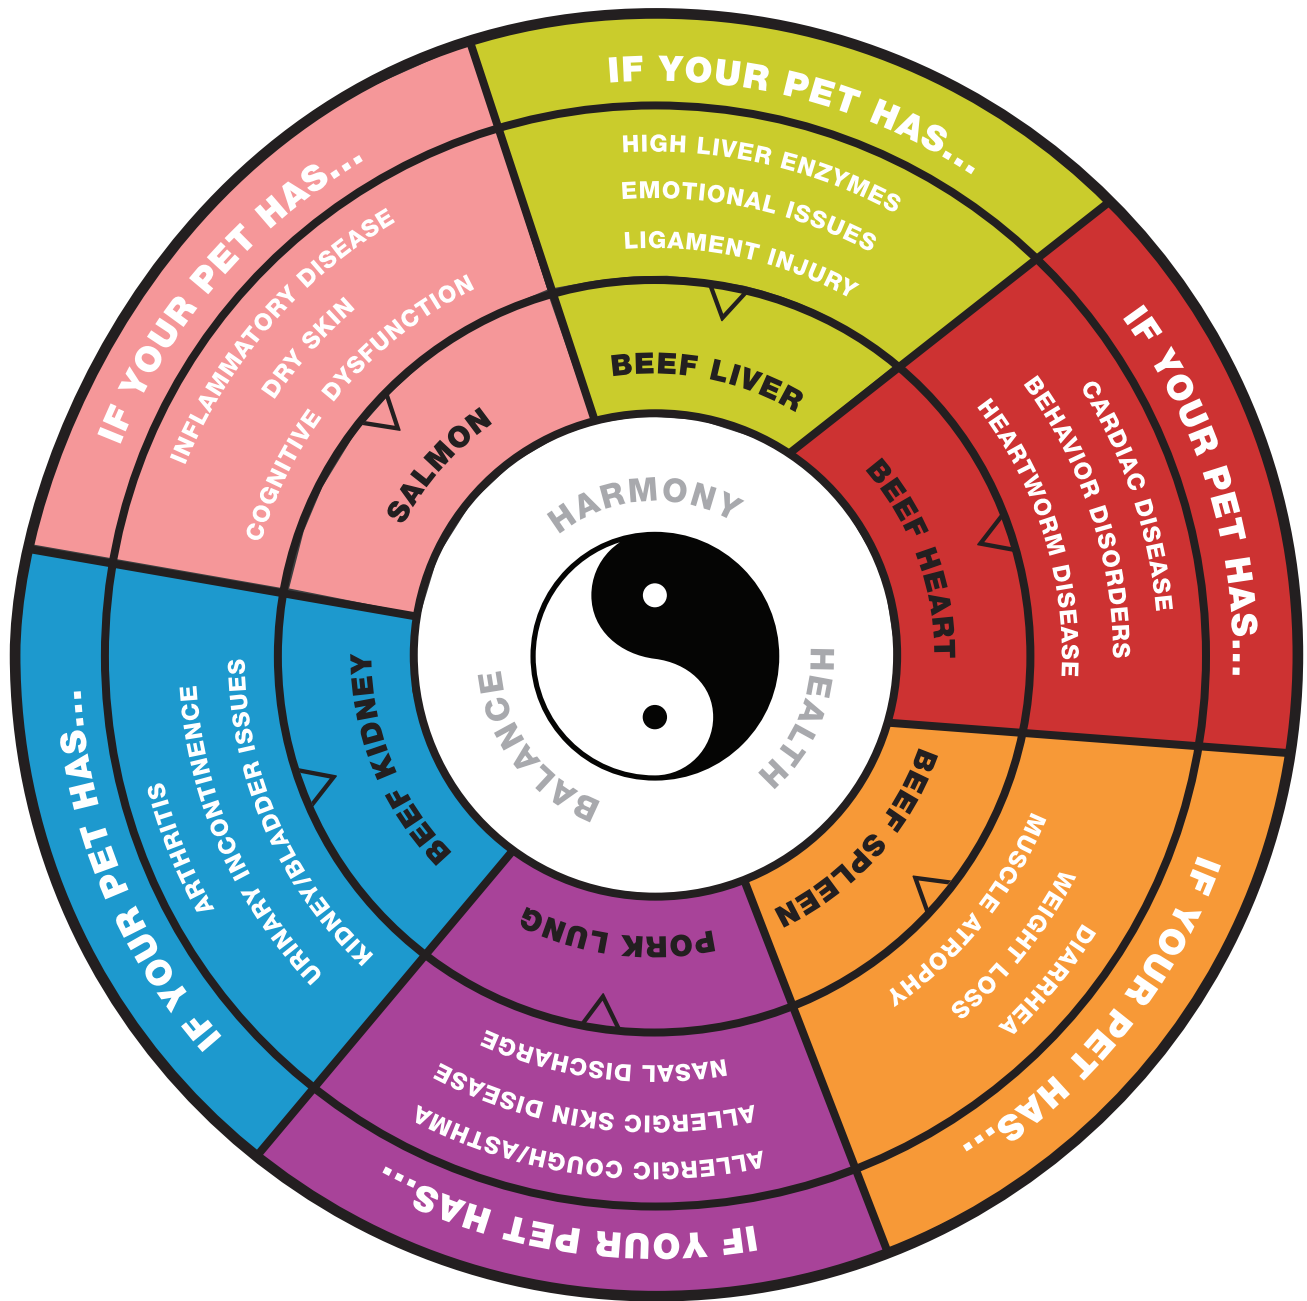 IF YOUR PET HAS...
HIGH LIVER ENZYMES
EMOTIONAL ISSUES
LIGAMENT INJURY
BEEF LIVER
IF YOUR PET HAS...
CARDIAC DISEASE
BEHAVIOR DISORDERS
HEARTWORM DISEASE
BEEF HEART
IF YOUR PET HAS...
DIARRHEA
WEIGHT LOSS
MUSCLE ATROPHY
BEEF SPLEEN
IF YOUR PET HAS...
ALLERGIC COUGH/ASTHMA
ALLERGIC SKIN DISEASE
NASAL DISCHARGE
PORK LUNG
IF YOUR PET HAS...
ARTHRITIS
URINARY INCONTINENCE
KIDNEY/BLADDER ISSUES
BEEF KIDNEY
IF YOUR PET HAS...
INFLAMMATORY DISEASE
DRY SKIN
COGNITIVE DYSFUNCTION
SALMON
HARMONY
HEALTH
BALANCE